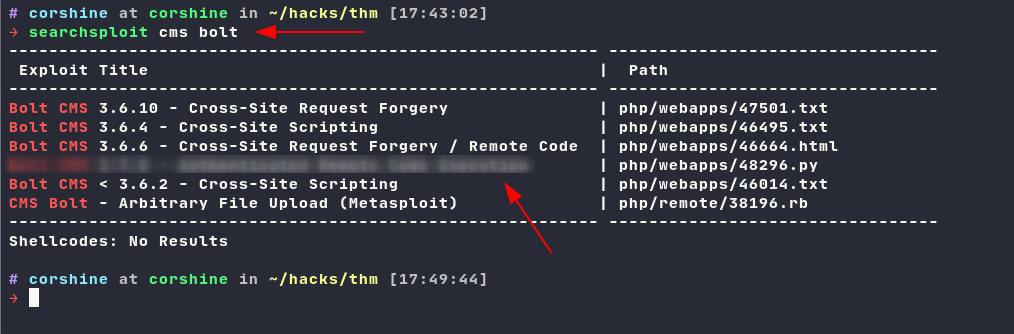 # corshine at corshine in ~/hacks/thm [17:43:02]
→ searchsploit cms bolt
----------------------------------------------------------- ---------------------------------
Exploit Title | Path
----------------------------------------------------------- ---------------------------------
Bolt CMS 3.6.10 - Cross-Site Request Forgery | php/webapps/47501.txt
Bolt CMS 3.6.4 - Cross-Site Scripting | php/webapps/46495.txt
Bolt CMS 3.6.6 - Cross-Site Request Forgery / Remote Code | php/webapps/46664.html
| php/webapps/48296.py
Bolt CMS < 3.6.2 - Cross-Site Scripting | php/webapps/46014.txt
CMS Bolt - Arbitrary File Upload (Metasploit) | php/remote/38196.rb
----------------------------------------------------------- ---------------------------------
Shellcodes: No Results
# corshine at corshine in ~/hacks/thm [17:49:44]
→